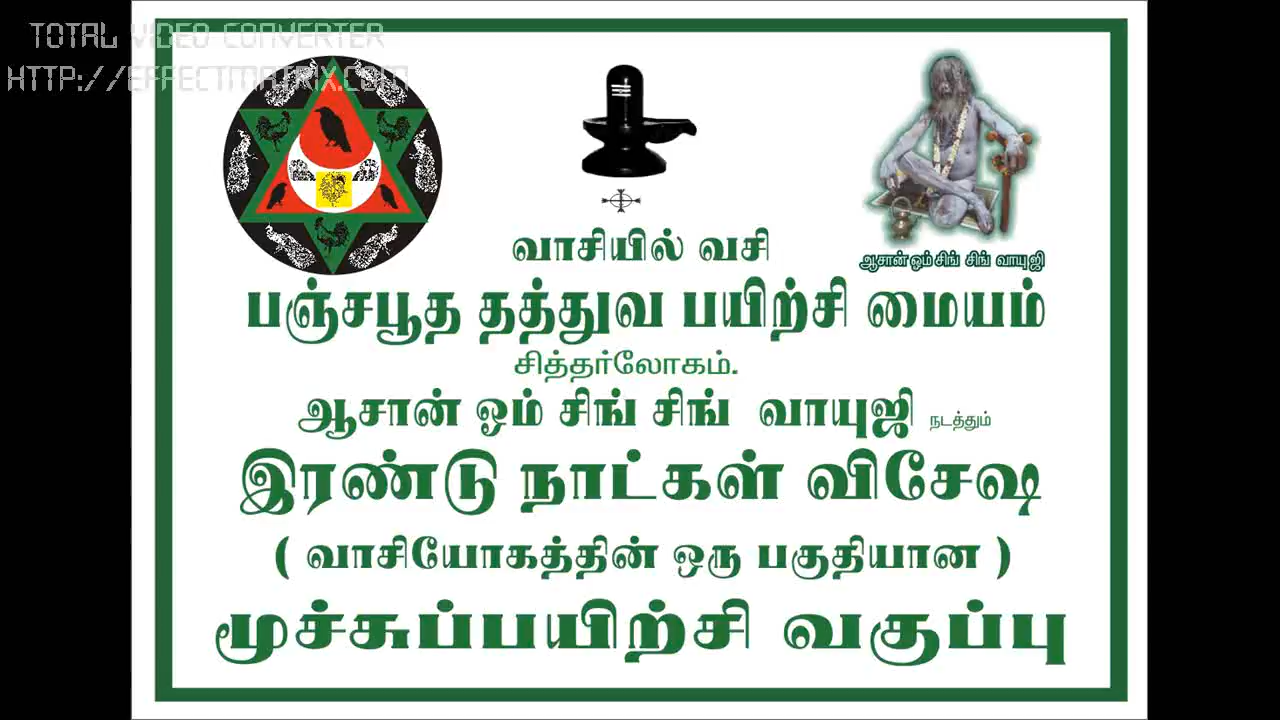 TOTAL VIDEO CONVERTER
HTTP://EFFECTMATRIX.COM
ஆசான் ஓம் சிங் சிங் வாயுஜி
வாசியில் வசி
பஞ்சபூத தத்துவ பயிற்சி மையம்
சித்தர்லோகம்.
ஆசான் ஓம் சிங் சிங் வாயுஜி நடத்தும்
இரண்டு நாட்கள் விசேஷ
( வாசியோகத்தின் ஒரு பகுதியான )
மூச்சுப்பயிற்சி வகுப்பு